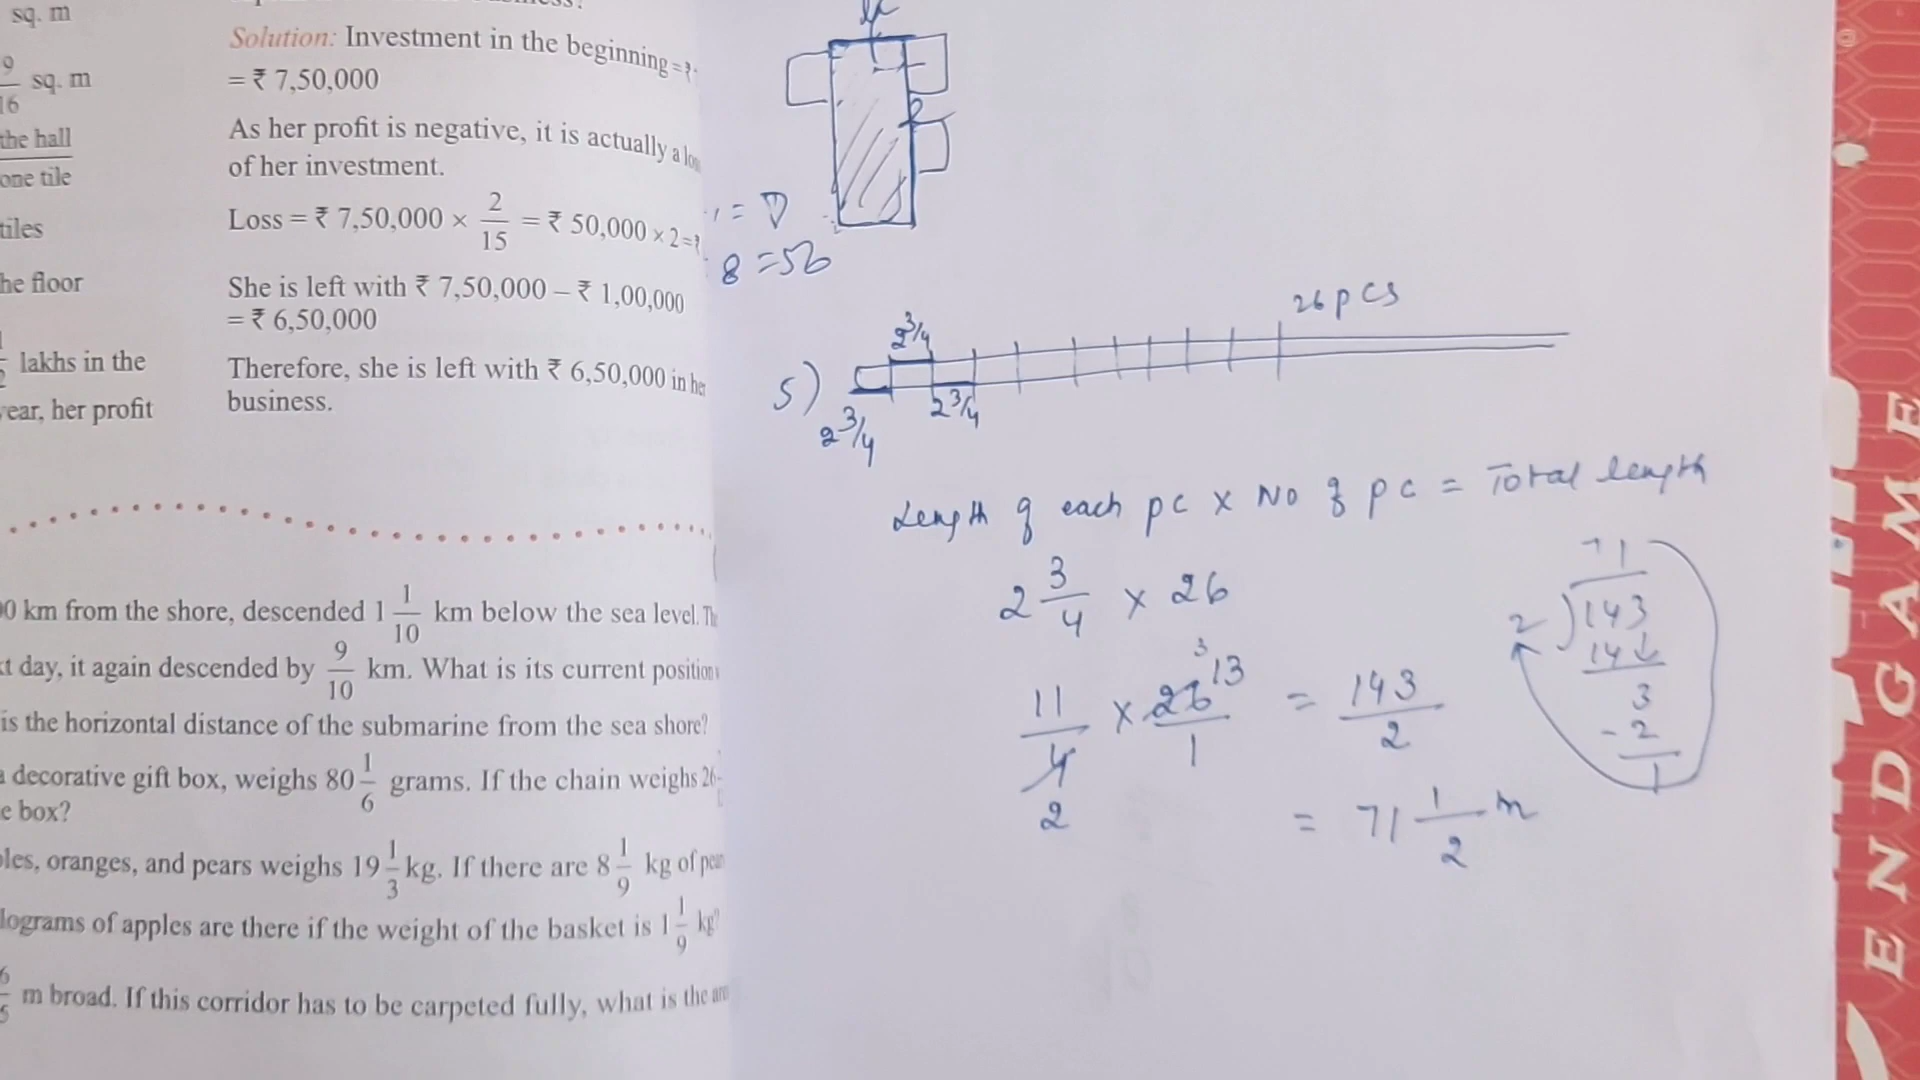 sq. m
9/16 sq. m
the hall
one tile
tiles
he floor
lakhs in the
year, her profit
Solution: Investment in the beginning = ₹
= ₹ 7,50,000
As her profit is negative, it is actually a
of her investment.
Loss = ₹ 7,50,000 × 2/15 = ₹ 50,000 × 2 = ₹
She is left with ₹ 7,50,000 – ₹ 1,00,000
= ₹ 6,50,000
Therefore, she is left with ₹ 6,50,000 in her
business.
0 km from the shore, descended 1 1/10 km below the sea level.
t day, it again descended by 9/10 km. What is its current position
is the horizontal distance of the submarine from the sea shore?
decorative gift box, weighs 80 1/6 grams. If the chain weighs 26
e box?
les, oranges, and pears weighs 19 1/3 kg. If there are 8 1/9 kg of
lograms of apples are there if the weight of the basket is 1 1/9 kg?
6/5 m broad. If this corridor has to be carpeted fully, what is the
8 = 56
26 pcs
2 3/4
5)
2 3/4
2 3/4
Length of each pc × No of pc = Total length
2 3/4 × 26
11/4 × 26/1 = 143/2
2
13
= 71 1/2 m
71
2)143
14↓
3
-2
1
ENDGAME